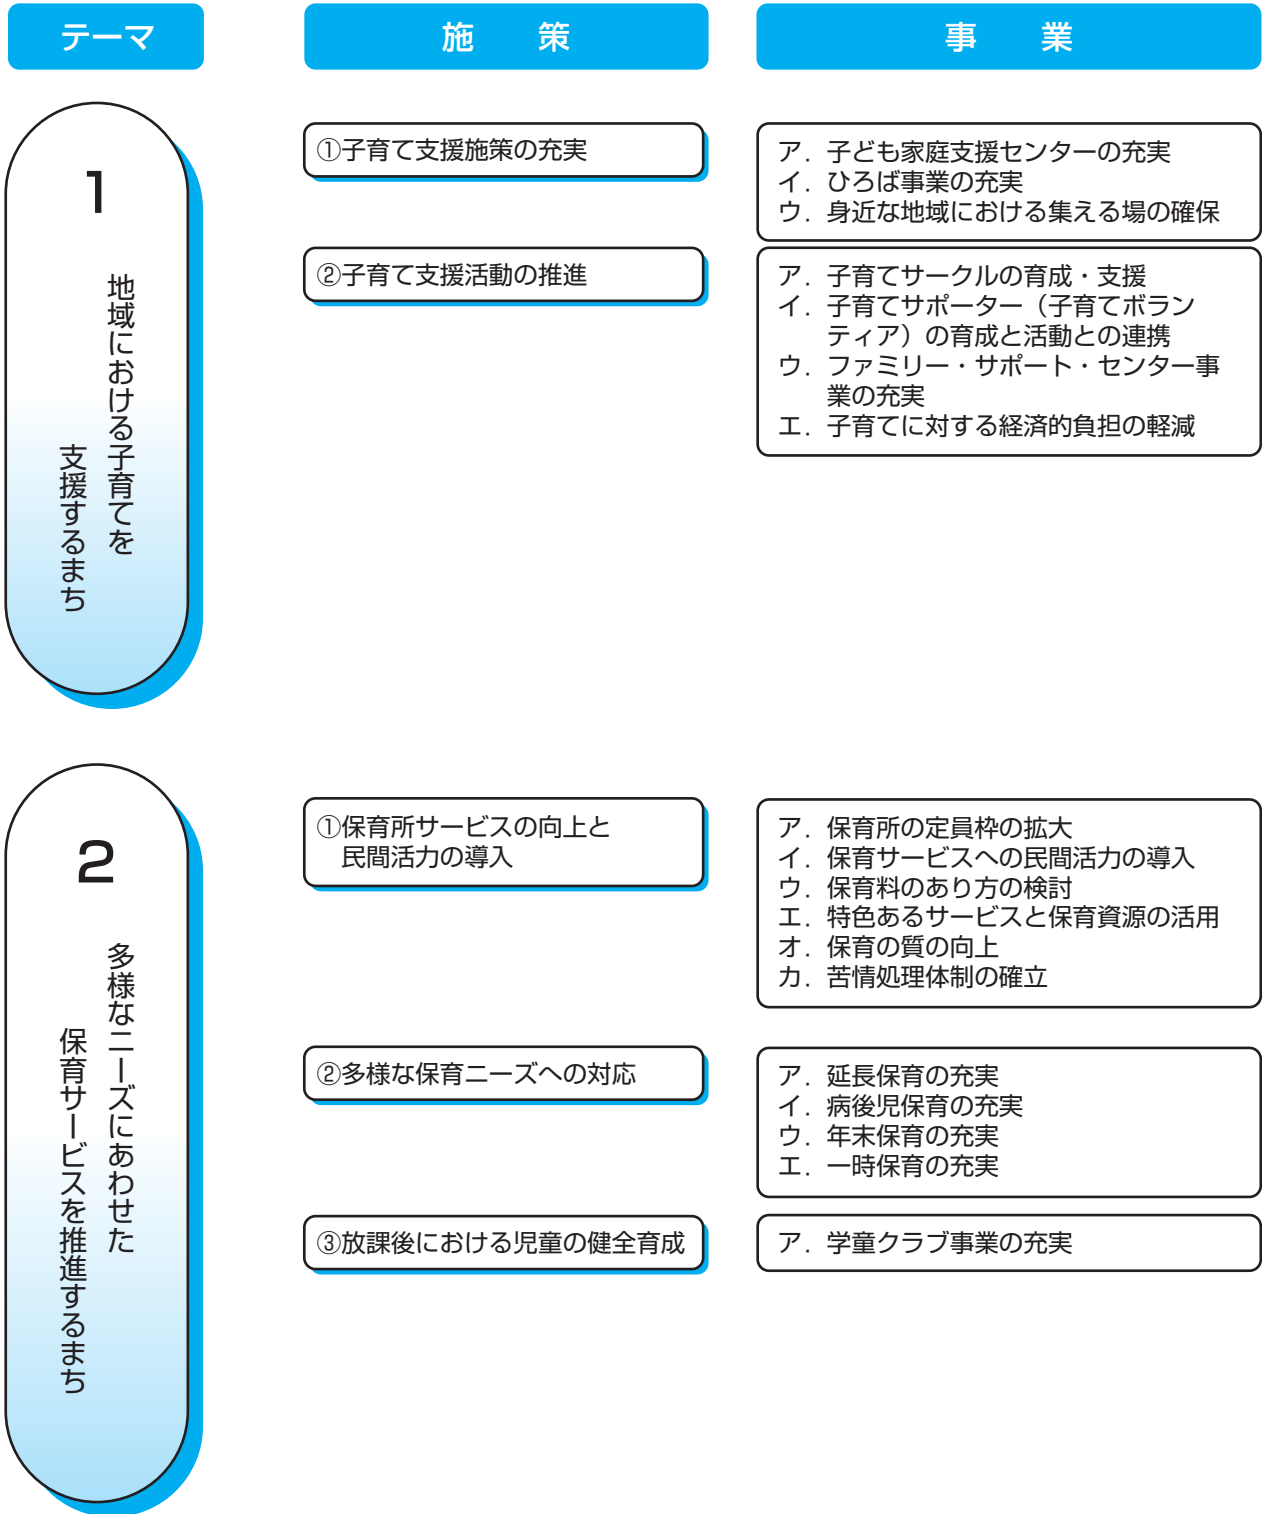 テーマ
施　策
事　業
1
地域における子育てを
支援するまち
①子育て支援施策の充実
ア．子ども家庭支援センターの充実
イ．ひろば事業の充実
ウ．身近な地域における集える場の確保
②子育て支援活動の推進
ア．子育てサークルの育成・支援
イ．子育てサポーター（子育てボラン
ティア）の育成と活動との連携
ウ．ファミリー・サポート・センター事
業の充実
エ．子育てに対する経済的負担の軽減
2
多様なニーズにあわせた
保育サービスを推進するまち
①保育所サービスの向上と
民間活力の導入
ア．保育所の定員枠の拡大
イ．保育サービスへの民間活力の導入
ウ．保育料のあり方の検討
エ．特色あるサービスと保育資源の活用
オ．保育の質の向上
カ．苦情処理体制の確立
②多様な保育ニーズへの対応
ア．延長保育の充実
イ．病後児保育の充実
ウ．年末保育の充実
エ．一時保育の充実
③放課後における児童の健全育成
ア．学童クラブ事業の充実